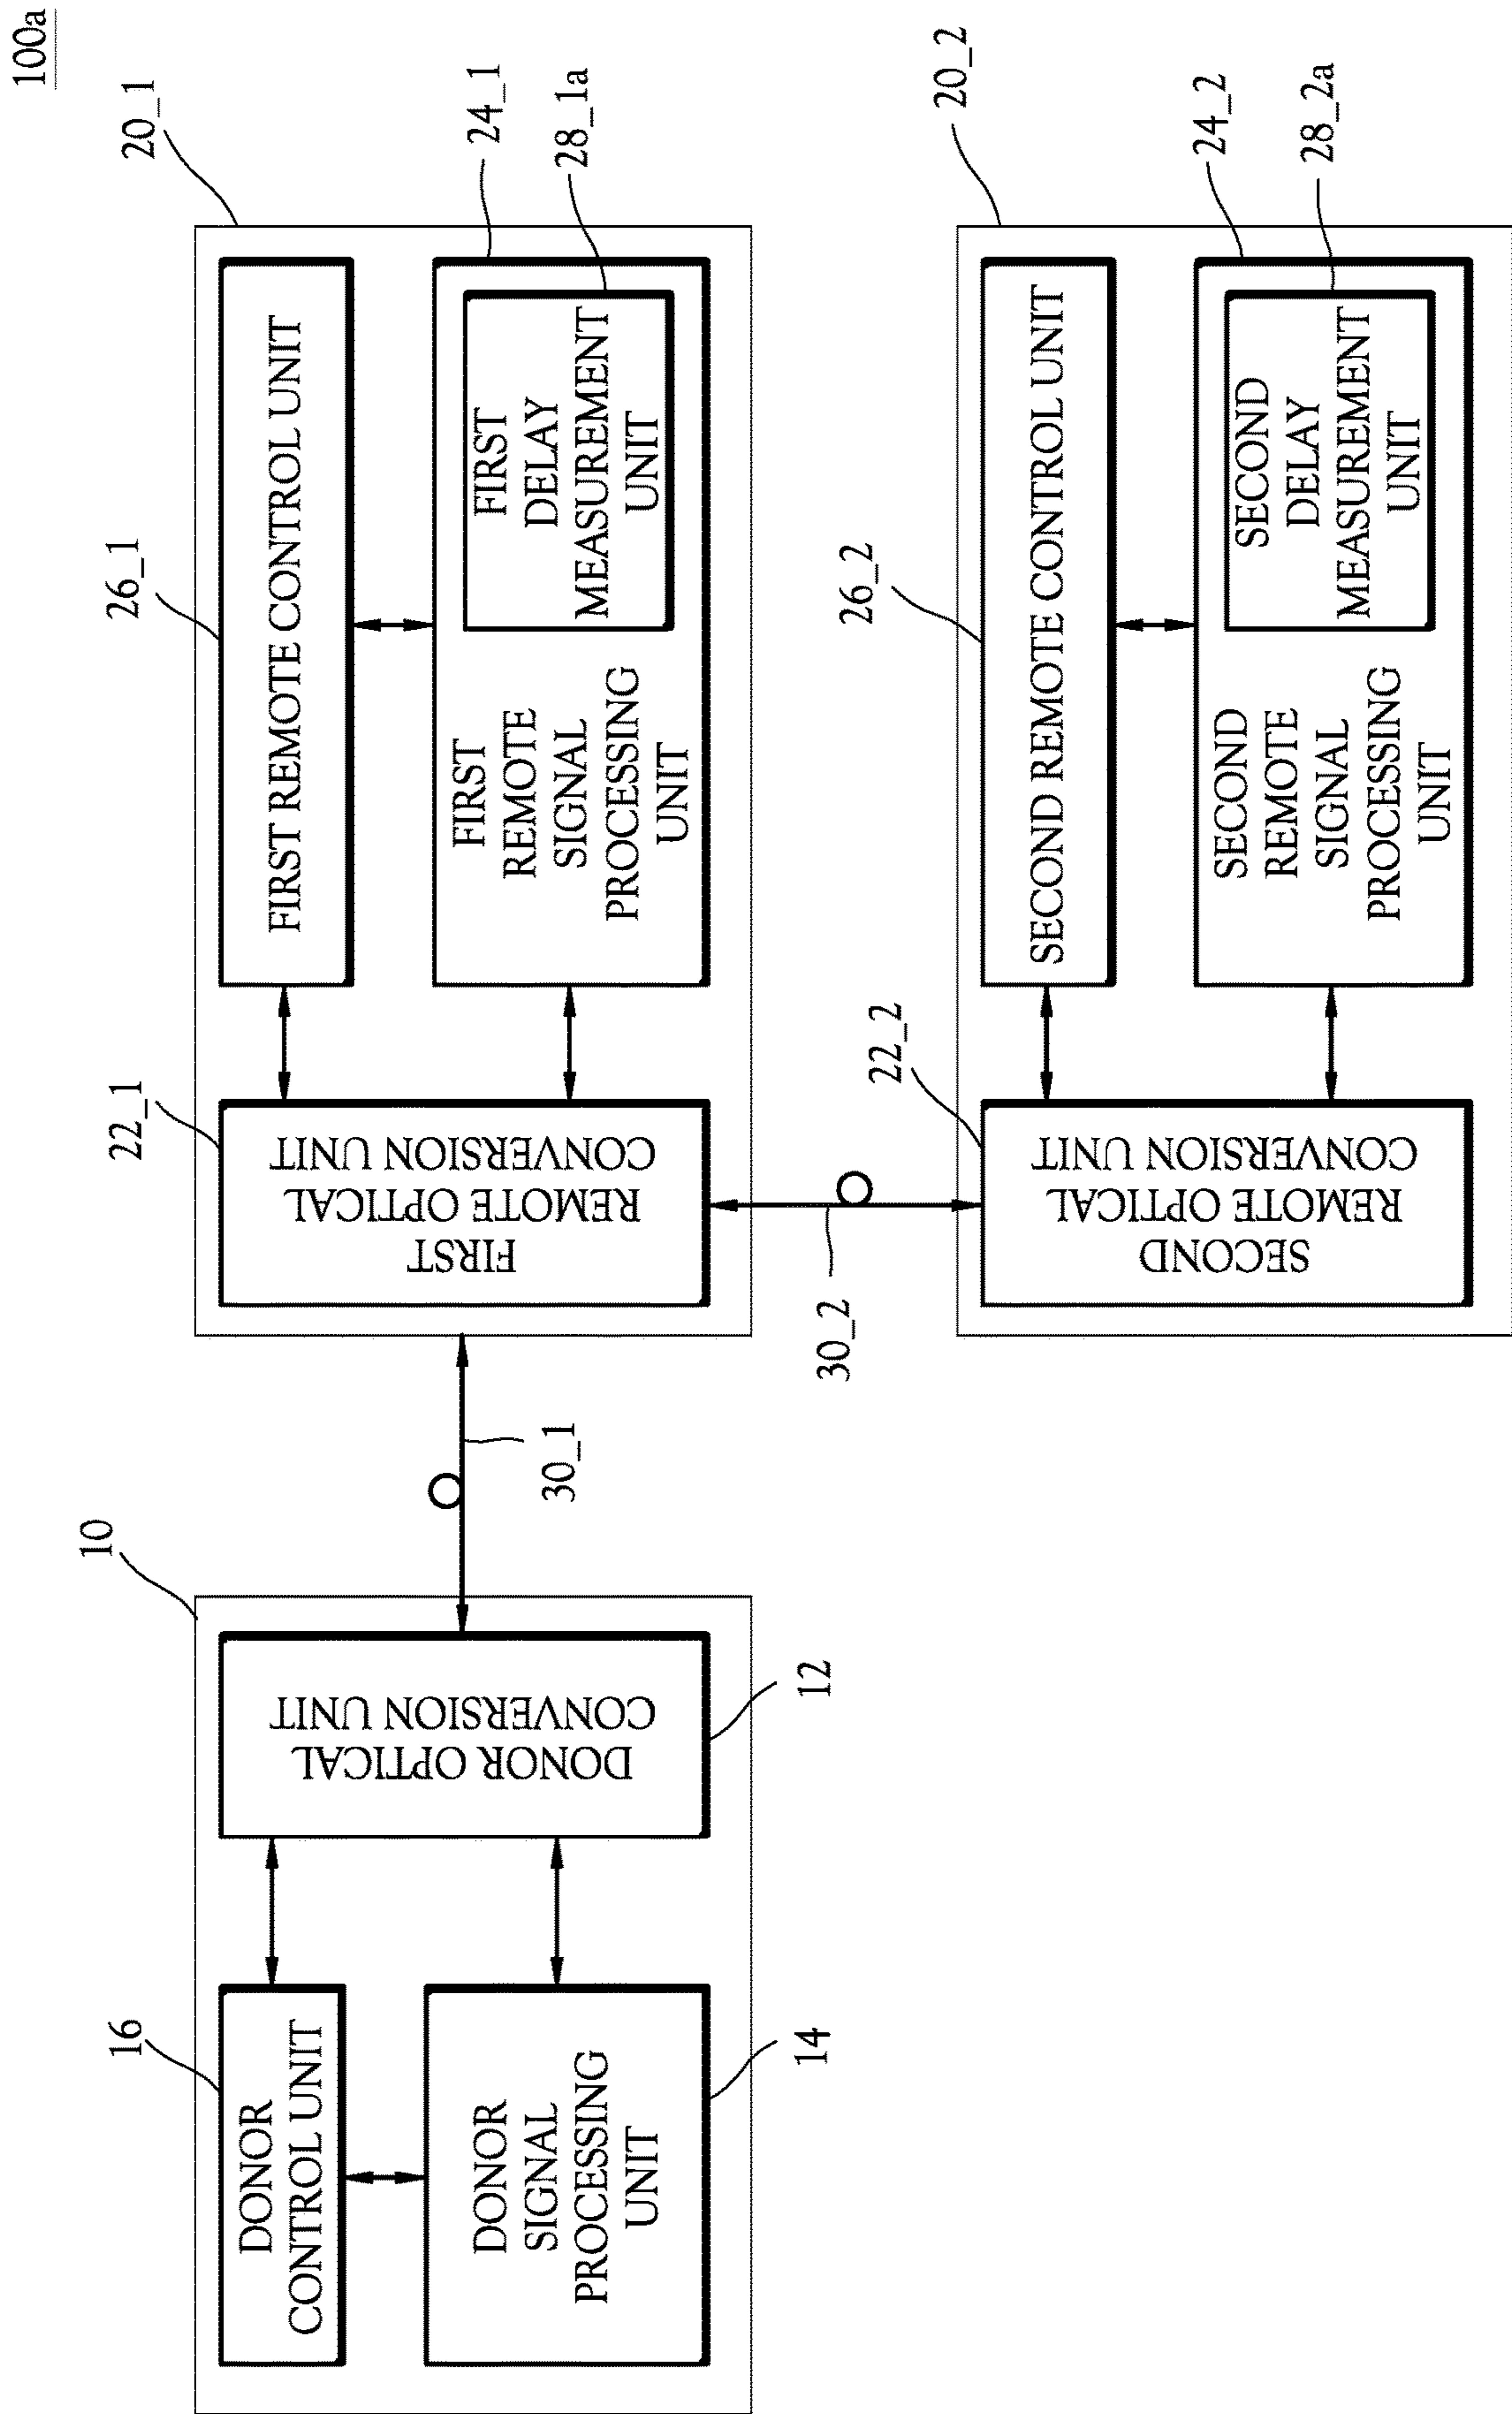 100a
10
16
DONOR
CONTROL UNIT
DONOR
SIGNAL
PROCESSING
UNIT
14
DONOR OPTICAL
CONVERSION UNIT
12
30_1
20_1
22_1
FIRST
REMOTE OPTICAL
CONVERSION UNIT
26_1
FIRST REMOTE CONTROL UNIT
24_1
FIRST
REMOTE
SIGNAL
PROCESSING
UNIT
28_1a
FIRST
DELAY
MEASUREMENT
UNIT
30_2
20_2
22_2
SECOND
REMOTE OPTICAL
CONVERSION UNIT
26_2
SECOND REMOTE CONTROL UNIT
24_2
SECOND
REMOTE
SIGNAL
PROCESSING
UNIT
28_2a
SECOND
DELAY
MEASUREMENT
UNIT